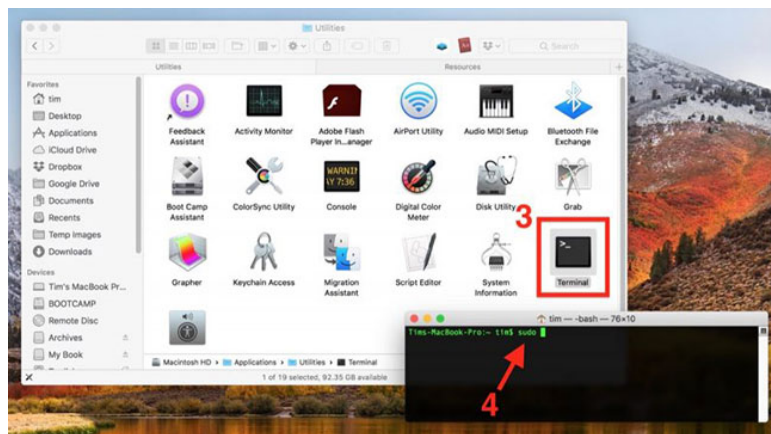 Utilities
Search
Utilities
Resources
Favorites
tim
Desktop
Applications
iCloud Drive
Dropbox
Google Drive
Documents
Recents
Temp Images
Downloads
Devices
Tim's MacBook Pr...
BOOTCAMP
Remote Disc
Archives
My Book
Feedback Assistant
Activity Monitor
Adobe Flash Player In...anager
AirPort Utility
Audio MIDI Setup
Bluetooth File Exchange
WARNIN
Y 7:36
Boot Camp Assistant
ColorSync Utility
Console
Digital Color Meter
Disk Utility
Grab
3
Grapher
Keychain Access
Migration Assistant
Script Editor
System Information
>_
Terminal
Macintosh HD › Applications › Utilities › Terminal
1 of 19 selected, 92.35 GB available
tim — -bash — 76×10
Tims-MacBook-Pro:~ tim$ sudo
4